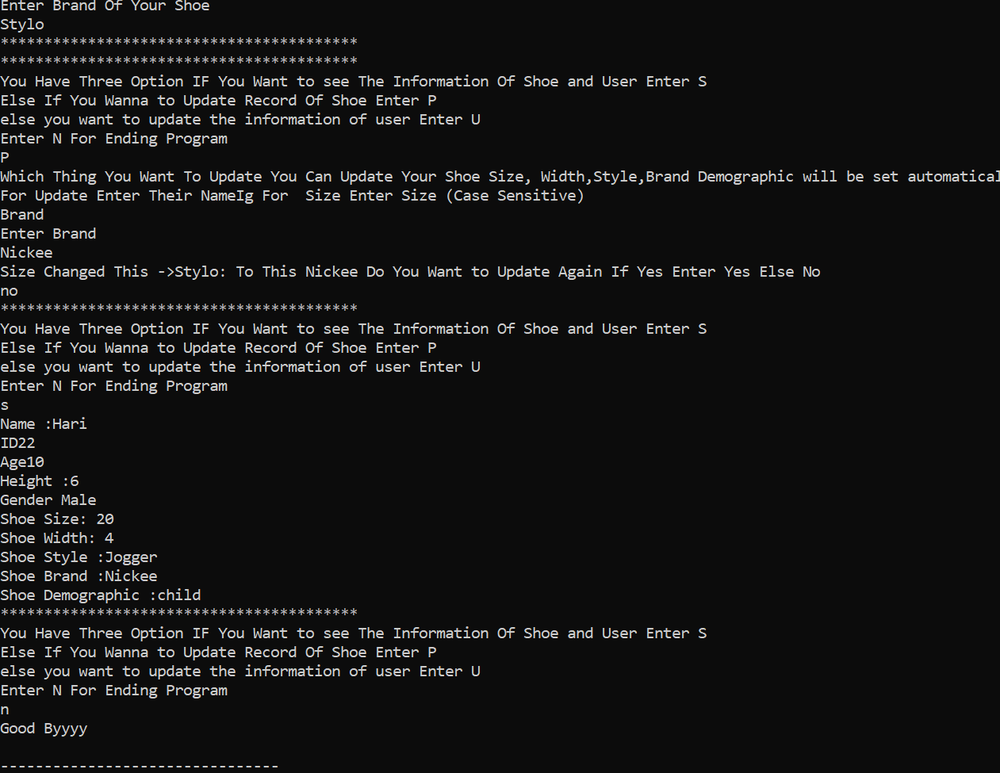 Enter Brand Of Your Shoe
Stylo
*****************************************
*****************************************
You Have Three Option IF You Want to see The Information Of Shoe and User Enter S
Else If You Wanna to Update Record Of Shoe Enter P
else you want to update the information of user Enter U
Enter N For Ending Program
P
Which Thing You Want To Update You Can Update Your Shoe Size, Width,Style,Brand Demographic will be set automatical
For Update Enter Their NameIg For  Size Enter Size (Case Sensitive)
Brand
Enter Brand
Nickee
Size Changed This ->Stylo: To This Nickee Do You Want to Update Again If Yes Enter Yes Else No
no
*****************************************
You Have Three Option IF You Want to see The Information Of Shoe and User Enter S
Else If You Wanna to Update Record Of Shoe Enter P
else you want to update the information of user Enter U
Enter N For Ending Program
s
Name :Hari
ID22
Age10
Height :6
Gender Male
Shoe Size: 20
Shoe Width: 4
Shoe Style :Jogger
Shoe Brand :Nickee
Shoe Demographic :child
*****************************************
You Have Three Option IF You Want to see The Information Of Shoe and User Enter S
Else If You Wanna to Update Record Of Shoe Enter P
else you want to update the information of user Enter U
Enter N For Ending Program
n
Good Byyyy
--------------------------------